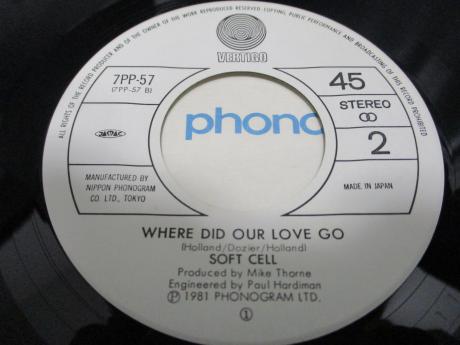 ALL RIGHTS OF THE RECORD PRODUCER AND OF THE OWNER OF THE WORK REPRODUCED RESERVED. COPYING, PUBLIC PERFORMANCE AND BROADCASTING OF THIS RECORD PROHIBITED
VERTIGO
7PP-57
(7PP-57 B)
45
STEREO
2
JASRAC
phono
MANUFACTURED BY
NIPPON PHONOGRAM
CO. LTD., TOKYO
MADE IN JAPAN
WHERE DID OUR LOVE GO
(Holland/Dozier/Holland)
SOFT CELL
Produced by Mike Thorne
Engineered by Paul Hardiman
Ⓟ 1981 PHONOGRAM LTD.
①